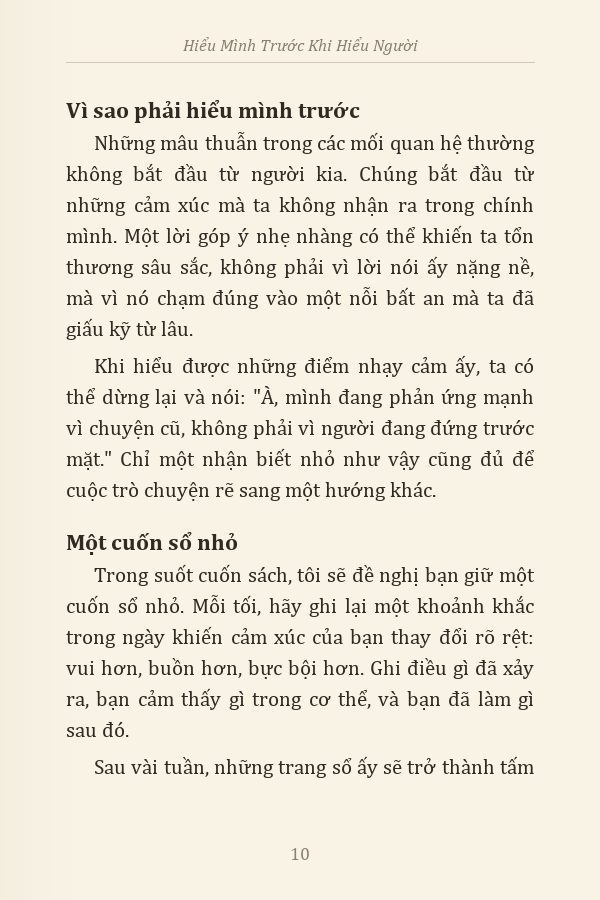 Hiểu Mình Trước Khi Hiểu Người
Vì sao phải hiểu mình trước
Những mâu thuẫn trong các mối quan hệ thường
không bắt đầu từ người kia. Chúng bắt đầu từ
những cảm xúc mà ta không nhận ra trong chính
mình. Một lời góp ý nhẹ nhàng có thể khiến ta tổn
thương sâu sắc, không phải vì lời nói ấy nặng nề,
mà vì nó chạm đúng vào một nỗi bất an mà ta đã
giấu kỹ từ lâu.
Khi hiểu được những điểm nhạy cảm ấy, ta có
thể dừng lại và nói: "À, mình đang phản ứng mạnh
vì chuyện cũ, không phải vì người đang đứng trước
mặt." Chỉ một nhận biết nhỏ như vậy cũng đủ để
cuộc trò chuyện rẽ sang một hướng khác.
Một cuốn sổ nhỏ
Trong suốt cuốn sách, tôi sẽ đề nghị bạn giữ một
cuốn sổ nhỏ. Mỗi tối, hãy ghi lại một khoảnh khắc
trong ngày khiến cảm xúc của bạn thay đổi rõ rệt:
vui hơn, buồn hơn, bực bội hơn. Ghi điều gì đã xảy
ra, bạn cảm thấy gì trong cơ thể, và bạn đã làm gì
sau đó.
Sau vài tuần, những trang sổ ấy sẽ trở thành tấm
10